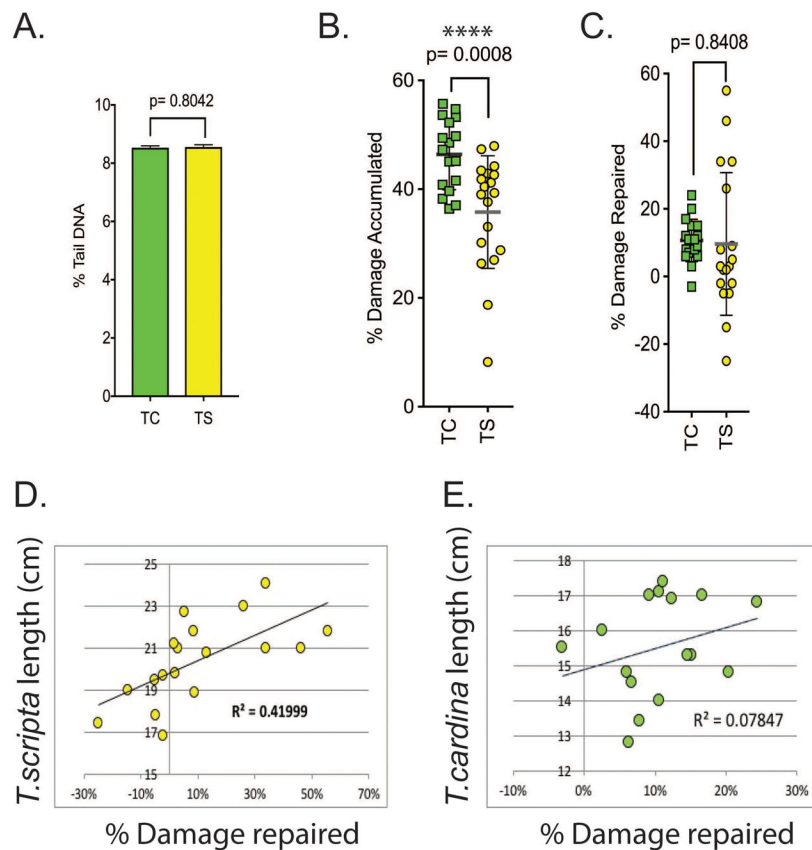 A.
p= 0.8042
10
8
6
4
2
0
% Tail DNA
TC
TS
B.
****
p= 0.0008
60
40
20
0
% Damage Accumulated
TC
TS
C.
p= 0.8408
60
40
20
0
-20
-40
% Damage Repaired
TC
TS
D.
T.scripta length (cm)
25
23
21
19
17
15
R² = 0.41999
-30%
-10%
10%
30%
50%
70%
% Damage repaired
E.
T.cardina length (cm)
18
17
16
15
14
13
12
R² = 0.07847
-10%
0%
10%
20%
30%
% Damage repaired